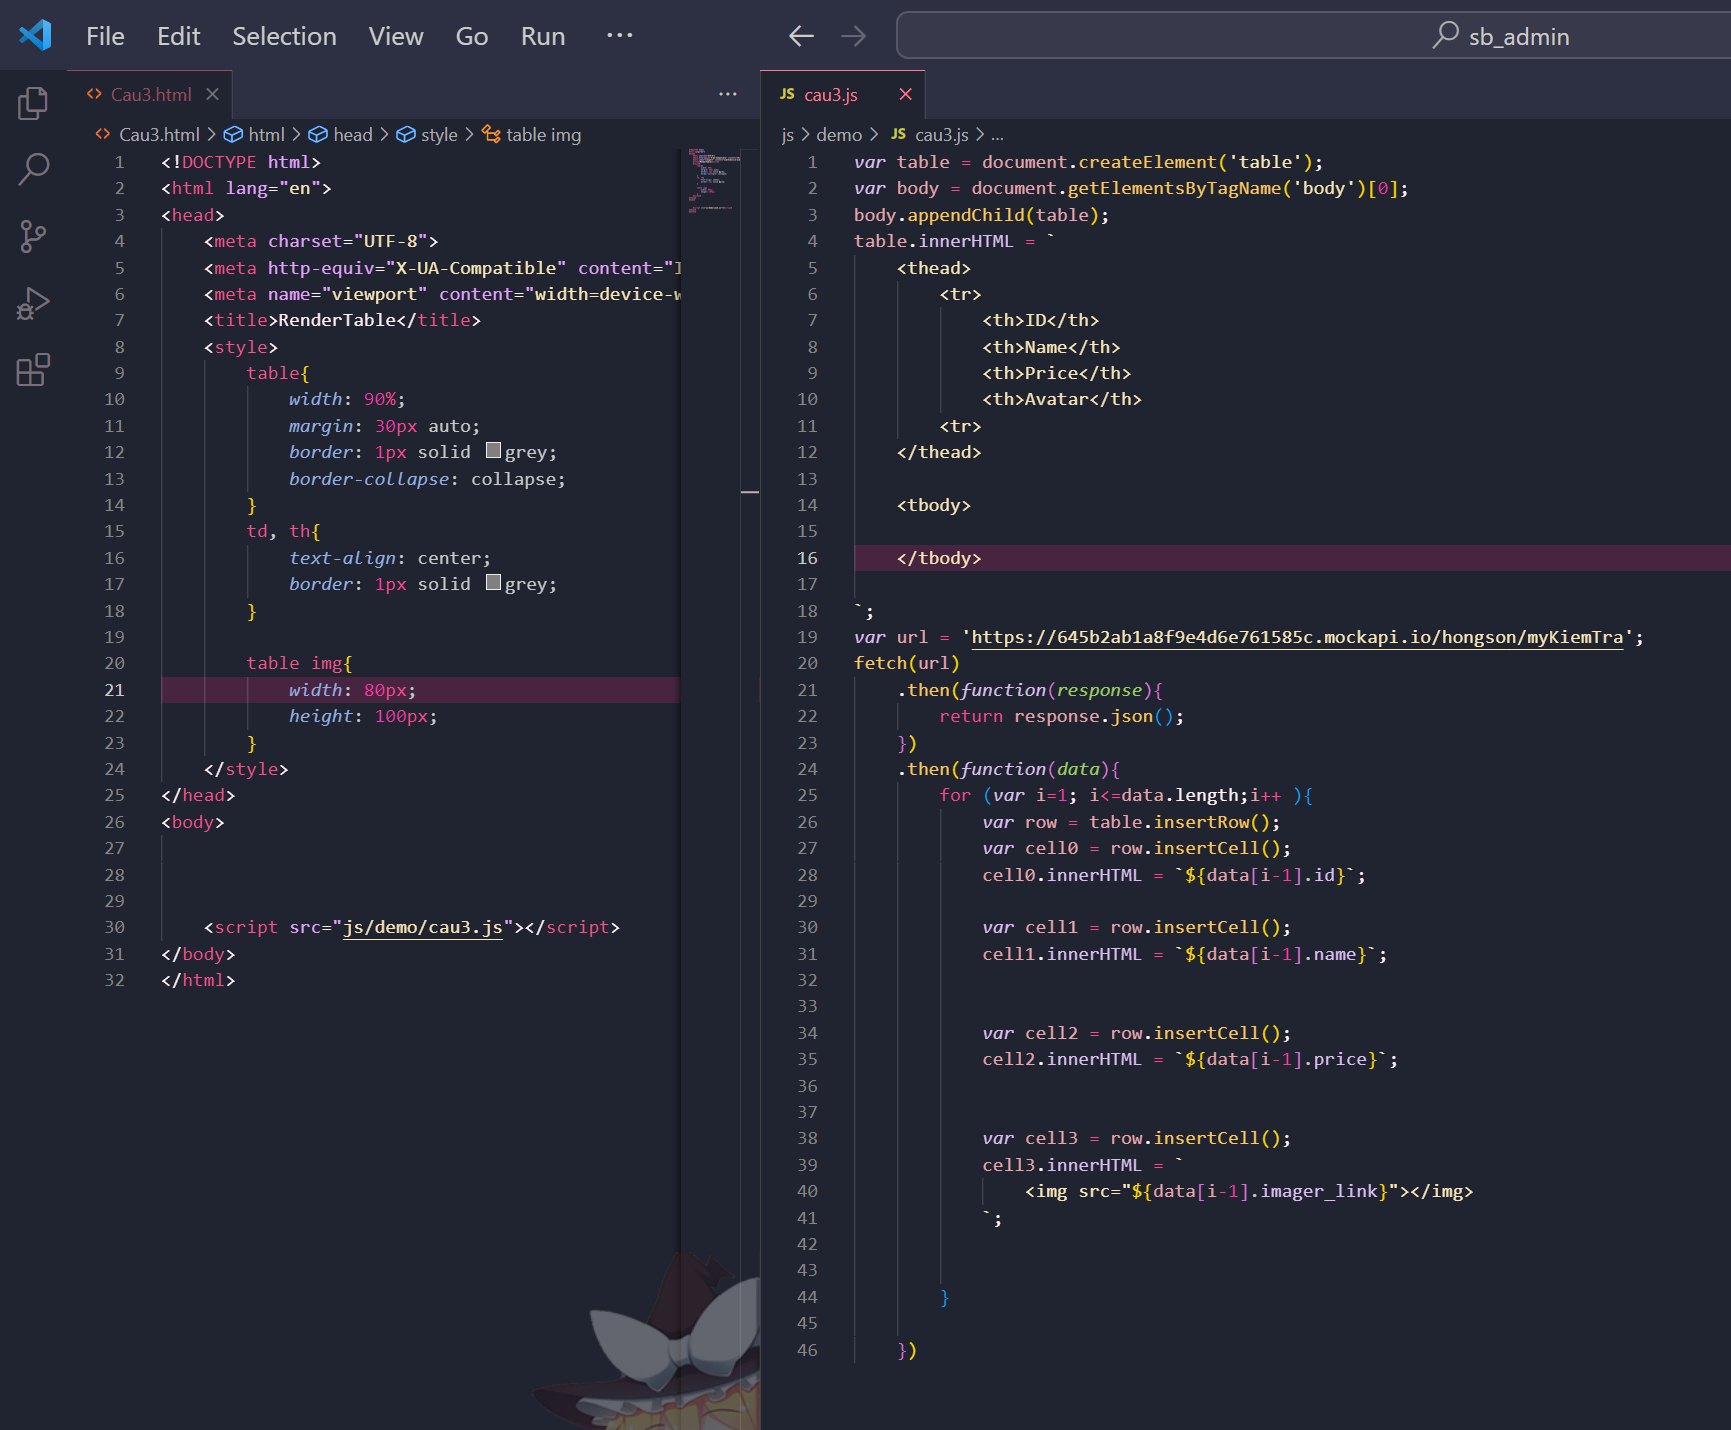 File Edit Selection View Go Run ··· sb_admin
Cau3.html ···
Cau3.html > html > head > style > table img
1 <!DOCTYPE html>
2 <html lang="en">
3 <head>
4 <meta charset="UTF-8">
5 <meta http-equiv="X-UA-Compatible" content="I
6 <meta name="viewport" content="width=device-w
7 <title>RenderTable</title>
8 <style>
9 table{
10 width: 90%;
11 margin: 30px auto;
12 border: 1px solid grey;
13 border-collapse: collapse;
14 }
15 td, th{
16 text-align: center;
17 border: 1px solid grey;
18 }
19
20 table img{
21 width: 80px;
22 height: 100px;
23 }
24 </style>
25 </head>
26 <body>
27
28
29
30 <script src="js/demo/cau3.js"></script>
31 </body>
32 </html>
JS cau3.js
js > demo > JS cau3.js > ...
1 var table = document.createElement('table');
2 var body = document.getElementsByTagName('body')[0];
3 body.appendChild(table);
4 table.innerHTML = `
5 <thead>
6 <tr>
7 <th>ID</th>
8 <th>Name</th>
9 <th>Price</th>
10 <th>Avatar</th>
11 <tr>
12 </thead>
13
14 <tbody>
15
16 </tbody>
17
18 `;
19 var url = 'https://645b2ab1a8f9e4d6e761585c.mockapi.io/hongson/myKiemTra';
20 fetch(url)
21 .then(function(response){
22 return response.json();
23 })
24 .then(function(data){
25 for (var i=1; i<=data.length;i++ ){
26 var row = table.insertRow();
27 var cell0 = row.insertCell();
28 cell0.innerHTML = `${data[i-1].id}`;
29
30 var cell1 = row.insertCell();
31 cell1.innerHTML = `${data[i-1].name}`;
32
33
34 var cell2 = row.insertCell();
35 cell2.innerHTML = `${data[i-1].price}`;
36
37
38 var cell3 = row.insertCell();
39 cell3.innerHTML = `
40 <img src="${data[i-1].imager_link}"></img>
41 `;
42
43
44 }
45
46 })